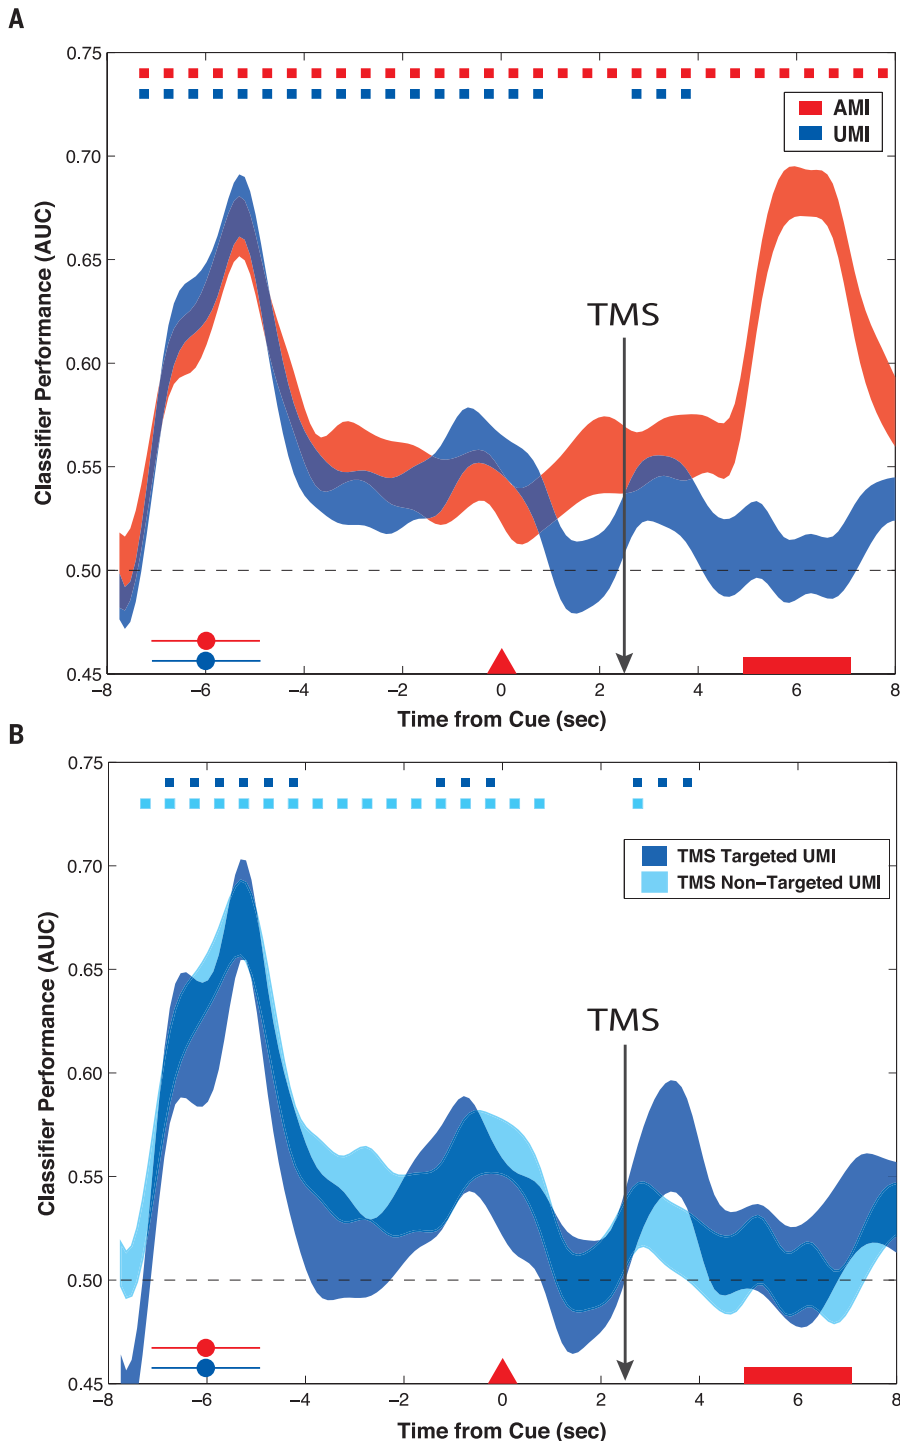 A
0.75
0.70
0.65
0.60
0.55
0.50
0.45
Classifier Performance (AUC)
AMI
UMI
TMS
−8 −6 −4 −2 0 2 4 6 8
Time from Cue (sec)
B
0.75
0.70
0.65
0.60
0.55
0.50
0.45
Classifier Performance (AUC)
TMS Targeted UMI
TMS Non−Targeted UMI
TMS
−8 −6 −4 −2 0 2 4 6 8
Time from Cue (sec)